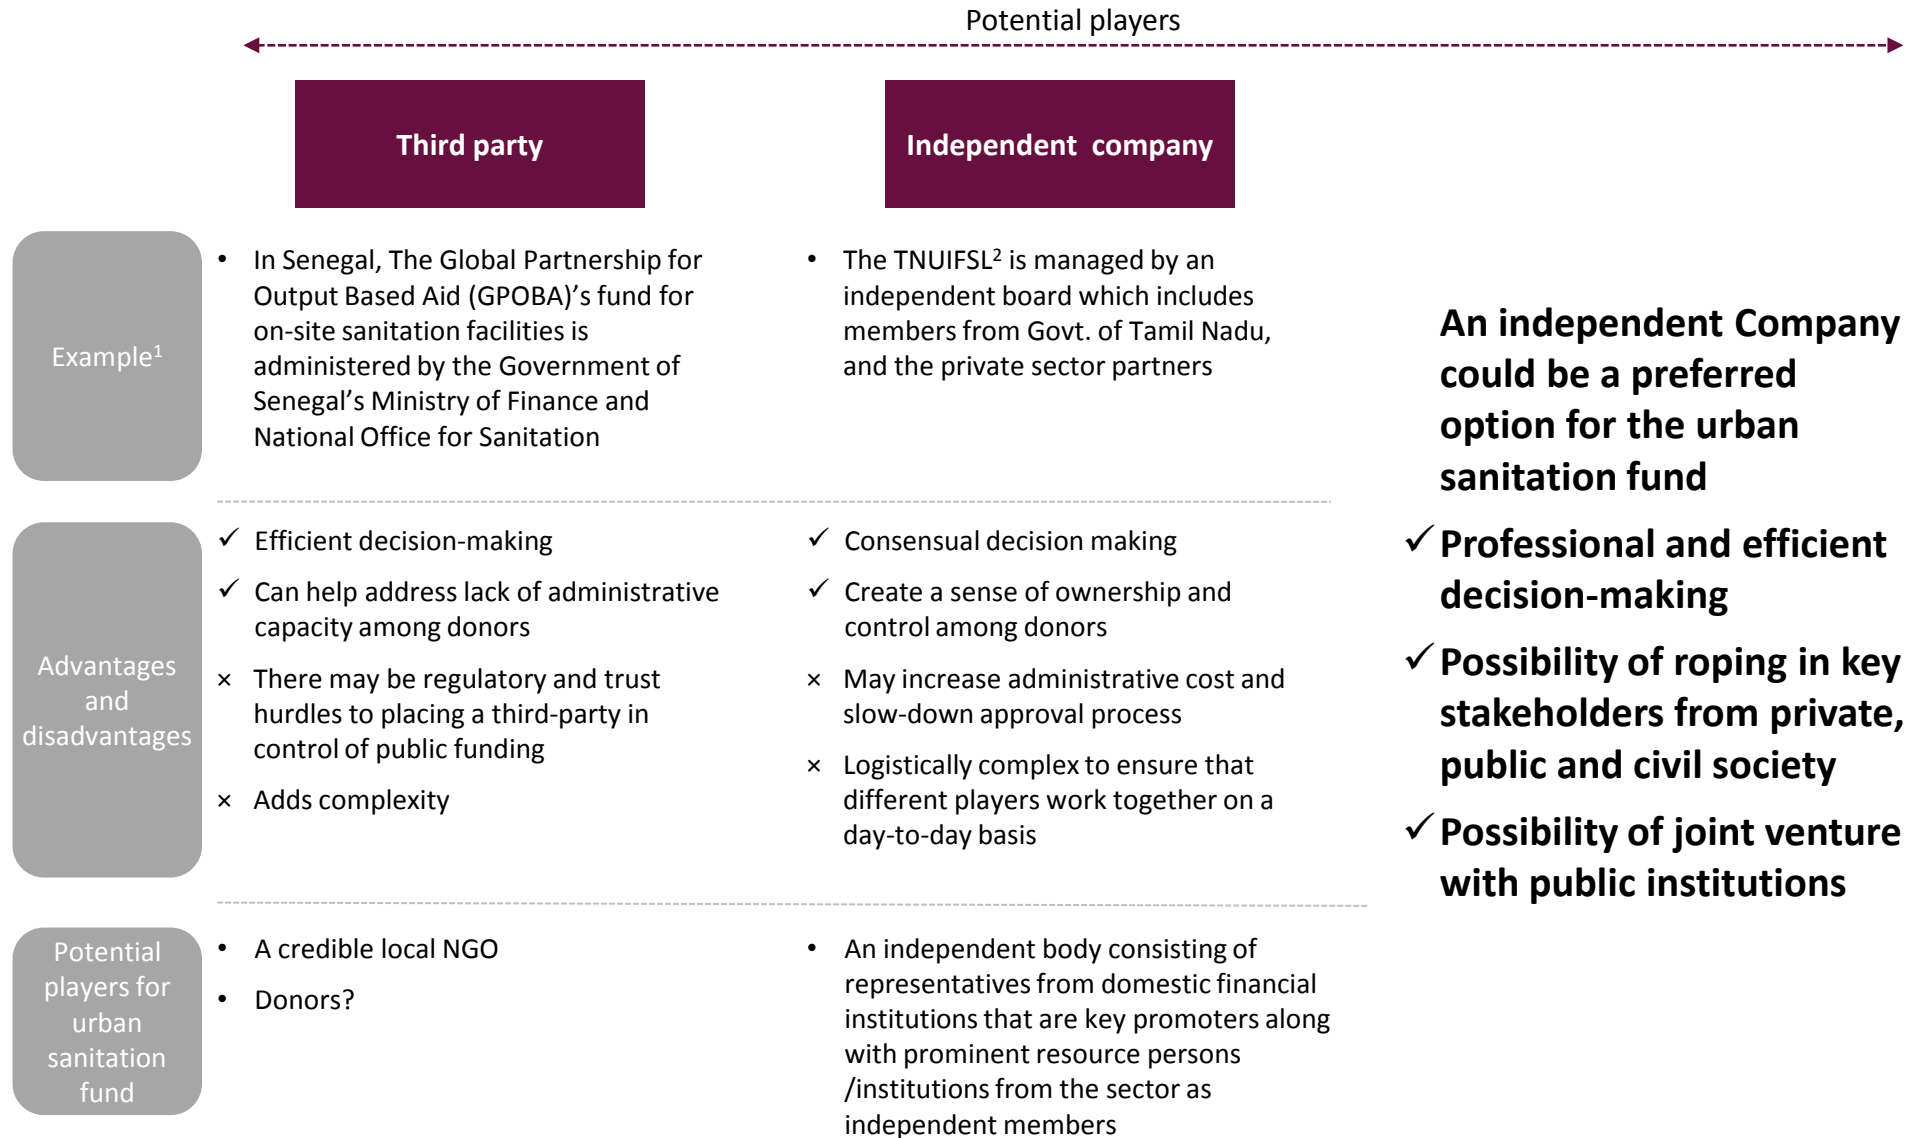 Potential players
Third party
Independent company
Example1
• In Senegal, The Global Partnership for
Output Based Aid (GPOBA)’s fund for
on-site sanitation facilities is
administered by the Government of
Senegal’s Ministry of Finance and
National Office for Sanitation
• The TNUIFSL2 is managed by an
independent board which includes
members from Govt. of Tamil Nadu,
and the private sector partners
Advantages
and
disadvantages
✓ Efficient decision-making
✓ Can help address lack of administrative
capacity among donors
× There may be regulatory and trust
hurdles to placing a third-party in
control of public funding
× Adds complexity
✓ Consensual decision making
✓ Create a sense of ownership and
control among donors
× May increase administrative cost and
slow-down approval process
× Logistically complex to ensure that
different players work together on a
day-to-day basis
Potential
players for
urban
sanitation
fund
• A credible local NGO
• Donors?
• An independent body consisting of
representatives from domestic financial
institutions that are key promoters along
with prominent resource persons
/institutions from the sector as
independent members
An independent Company
could be a preferred
option for the urban
sanitation fund
✓ Professional and efficient
decision-making
✓ Possibility of roping in key
stakeholders from private,
public and civil society
✓ Possibility of joint venture
with public institutions